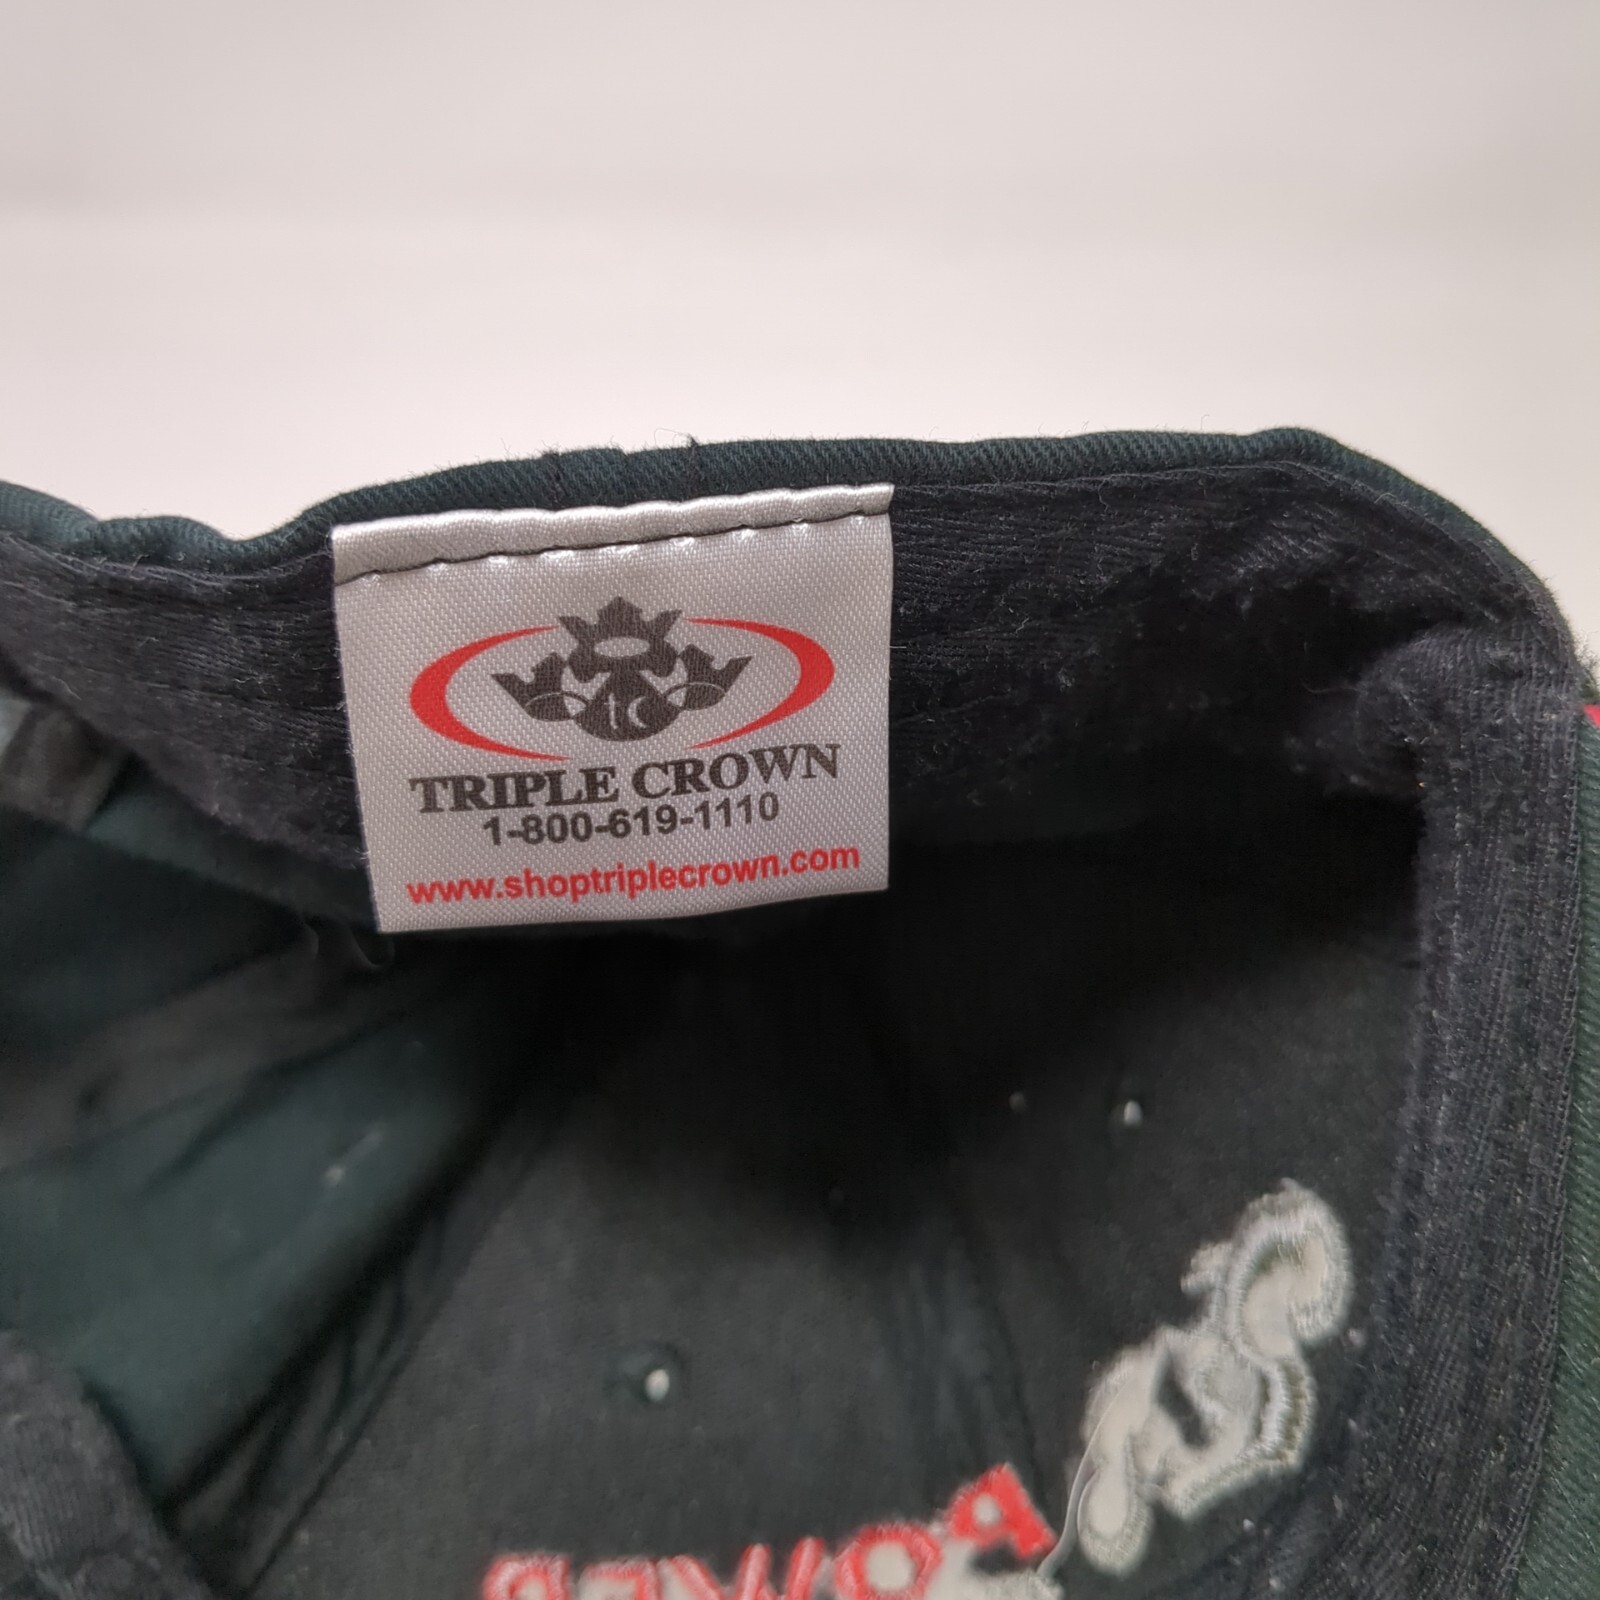 tc
TRIPLE CROWN
1-800-619-1110
www.shoptriplecrown.com